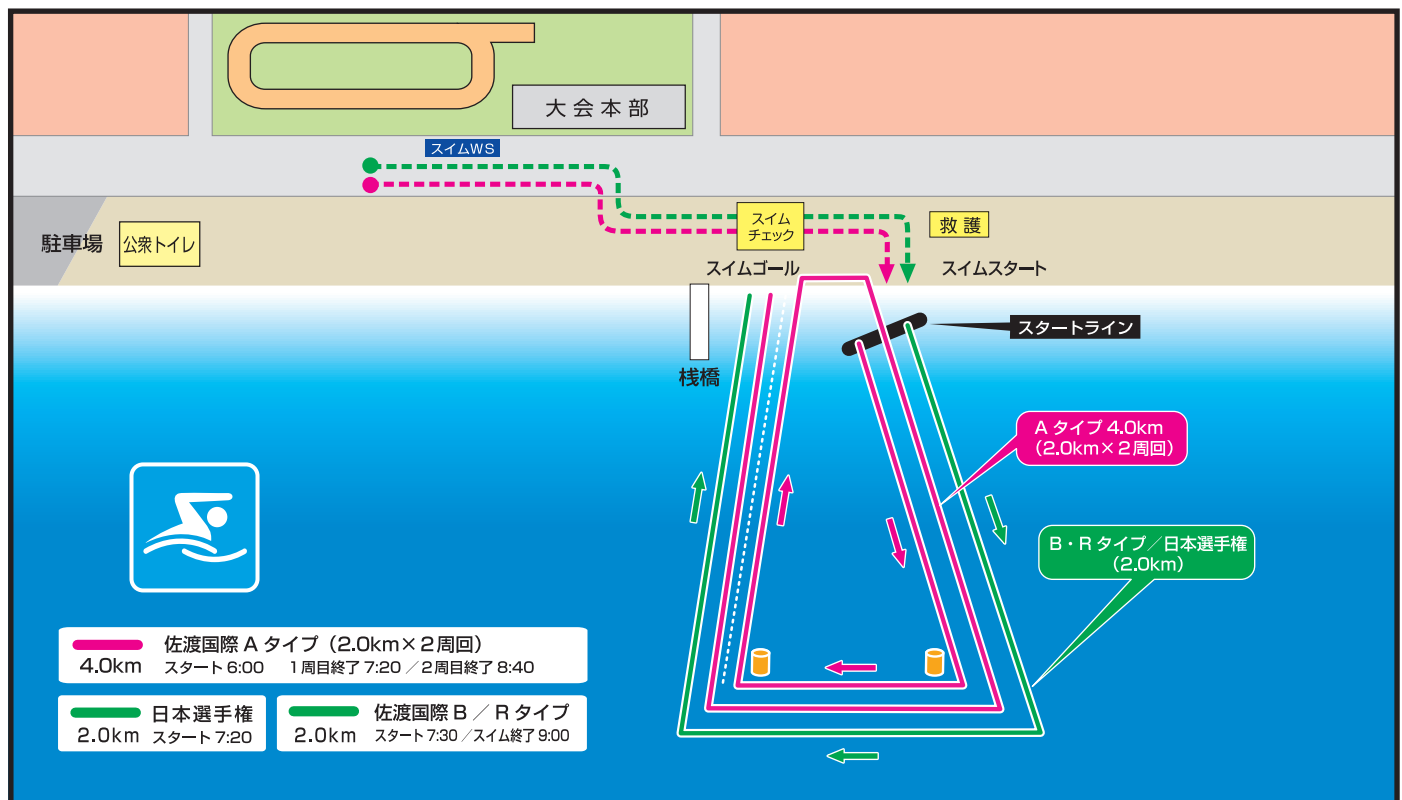 大会本部
スイムWS
駐車場
公衆トイレ
スイム
チェック
救護
スイムゴール
スイムスタート
スタートライン
桟橋
Aタイプ 4.0km
(2.0km×2周回)
B・Rタイプ/日本選手権
(2.0km)
佐渡国際Aタイプ(2.0km×2周回)
4.0km スタート 6:00 1周目終了 7:20 / 2周目終了 8:40
日本選手権
2.0km スタート 7:20
佐渡国際B/Rタイプ
2.0km スタート 7:30 /スイム終了 9:00